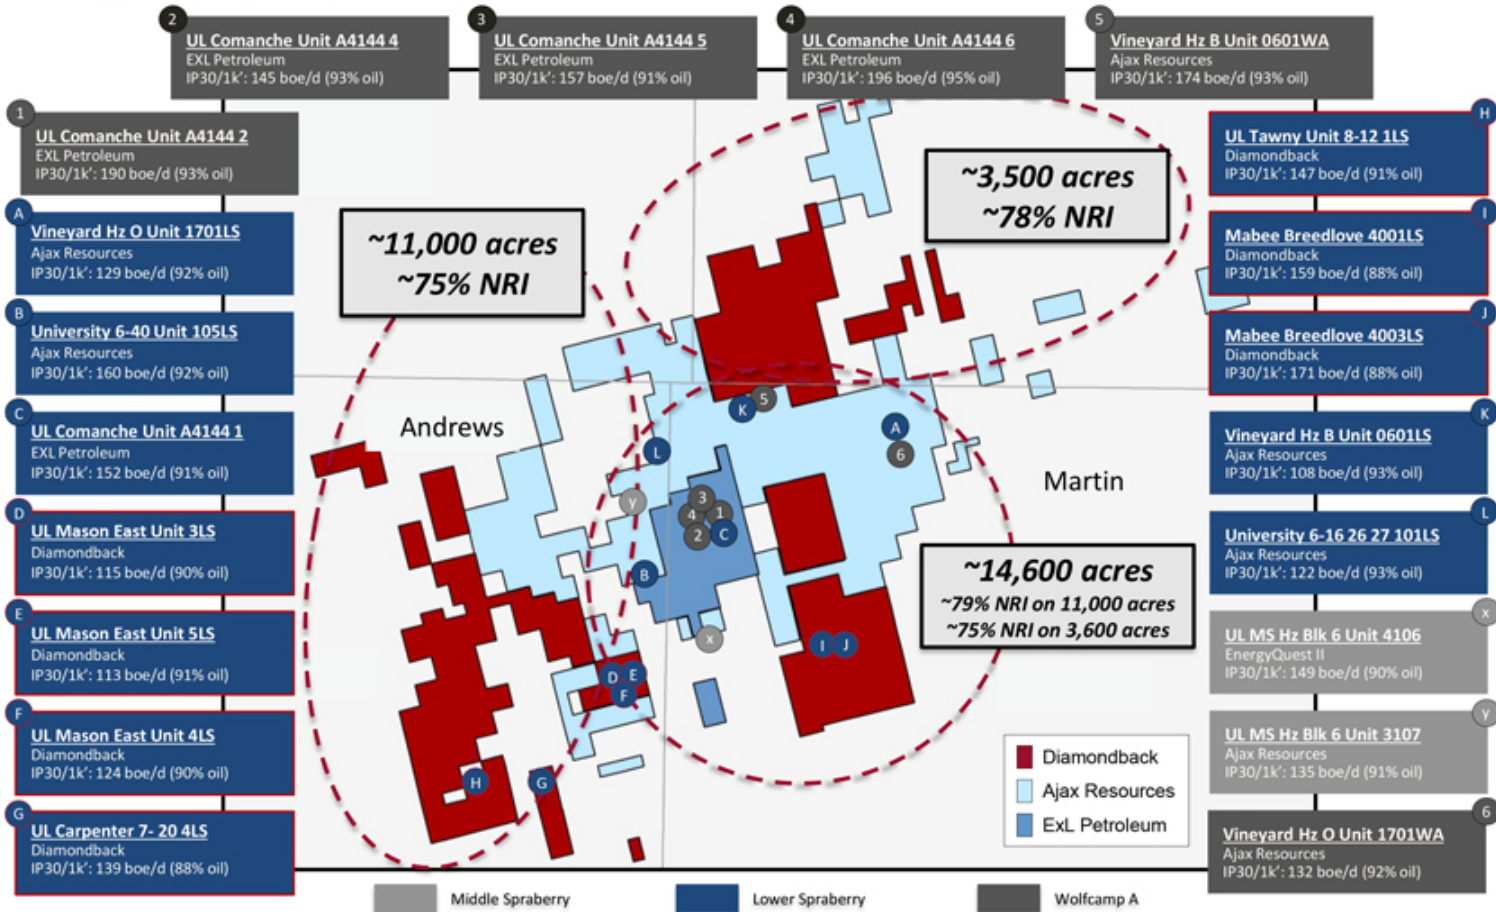 2
UL Comanche Unit A4144 4
EXL Petroleum
IP30/1k': 145 boe/d (93% oil)
3
UL Comanche Unit A4144 5
EXL Petroleum
IP30/1k': 157 boe/d (91% oil)
4
UL Comanche Unit A4144 6
EXL Petroleum
IP30/1k': 196 boe/d (95% oil)
5
Vineyard Hz B Unit 0601WA
Ajax Resources
IP30/1k': 174 boe/d (93% oil)
1
UL Comanche Unit A4144 2
EXL Petroleum
IP30/1k': 190 boe/d (93% oil)
A
Vineyard Hz O Unit 1701LS
Ajax Resources
IP30/1k': 129 boe/d (92% oil)
B
University 6-40 Unit 105LS
Ajax Resources
IP30/1k': 160 boe/d (92% oil)
C
UL Comanche Unit A4144 1
EXL Petroleum
IP30/1k': 152 boe/d (91% oil)
D
UL Mason East Unit 3LS
Diamondback
IP30/1k': 115 boe/d (90% oil)
E
UL Mason East Unit 5LS
Diamondback
IP30/1k': 113 boe/d (91% oil)
F
UL Mason East Unit 4LS
Diamondback
IP30/1k': 124 boe/d (90% oil)
G
UL Carpenter 7- 20 4LS
Diamondback
IP30/1k': 139 boe/d (88% oil)
~11,000 acres
~75% NRI
~3,500 acres
~78% NRI
Andrews
Martin
K
5
A
6
L
y
3
4
1
2
C
B
x
I
J
D
E
F
H
G
~14,600 acres
~79% NRI on 11,000 acres
~75% NRI on 3,600 acres
Diamondback
Ajax Resources
ExL Petroleum
H
UL Tawny Unit 8-12 1LS
Diamondback
IP30/1k': 147 boe/d (91% oil)
I
Mabee Breedlove 4001LS
Diamondback
IP30/1k': 159 boe/d (88% oil)
J
Mabee Breedlove 4003LS
Diamondback
IP30/1k': 171 boe/d (88% oil)
K
Vineyard Hz B Unit 0601LS
Ajax Resources
IP30/1k': 108 boe/d (93% oil)
L
University 6-16 26 27 101LS
Ajax Resources
IP30/1k': 122 boe/d (93% oil)
x
UL MS Hz Blk 6 Unit 4106
EnergyQuest II
IP30/1k': 149 boe/d (90% oil)
y
UL MS Hz Blk 6 Unit 3107
Ajax Resources
IP30/1k': 135 boe/d (91% oil)
6
Vineyard Hz O Unit 1701WA
Ajax Resources
IP30/1k': 132 boe/d (92% oil)
Middle Spraberry
Lower Spraberry
Wolfcamp A